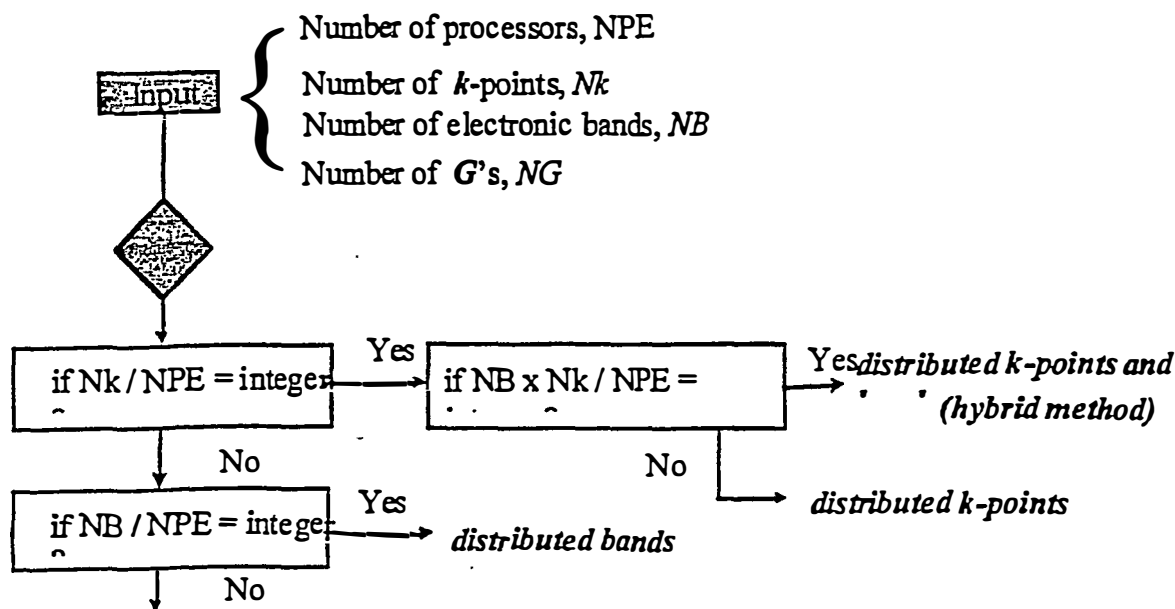 Number of processors, NPE
Input
Number of k-points, Nk
Number of electronic bands, NB
Number of G's, NG
if Nk / NPE = integer
Yes
if NB x Nk / NPE =
Yes
distributed k-points and
(hybrid method)
No
No
distributed k-points
if NB / NPE = intege
Yes
distributed bands
No